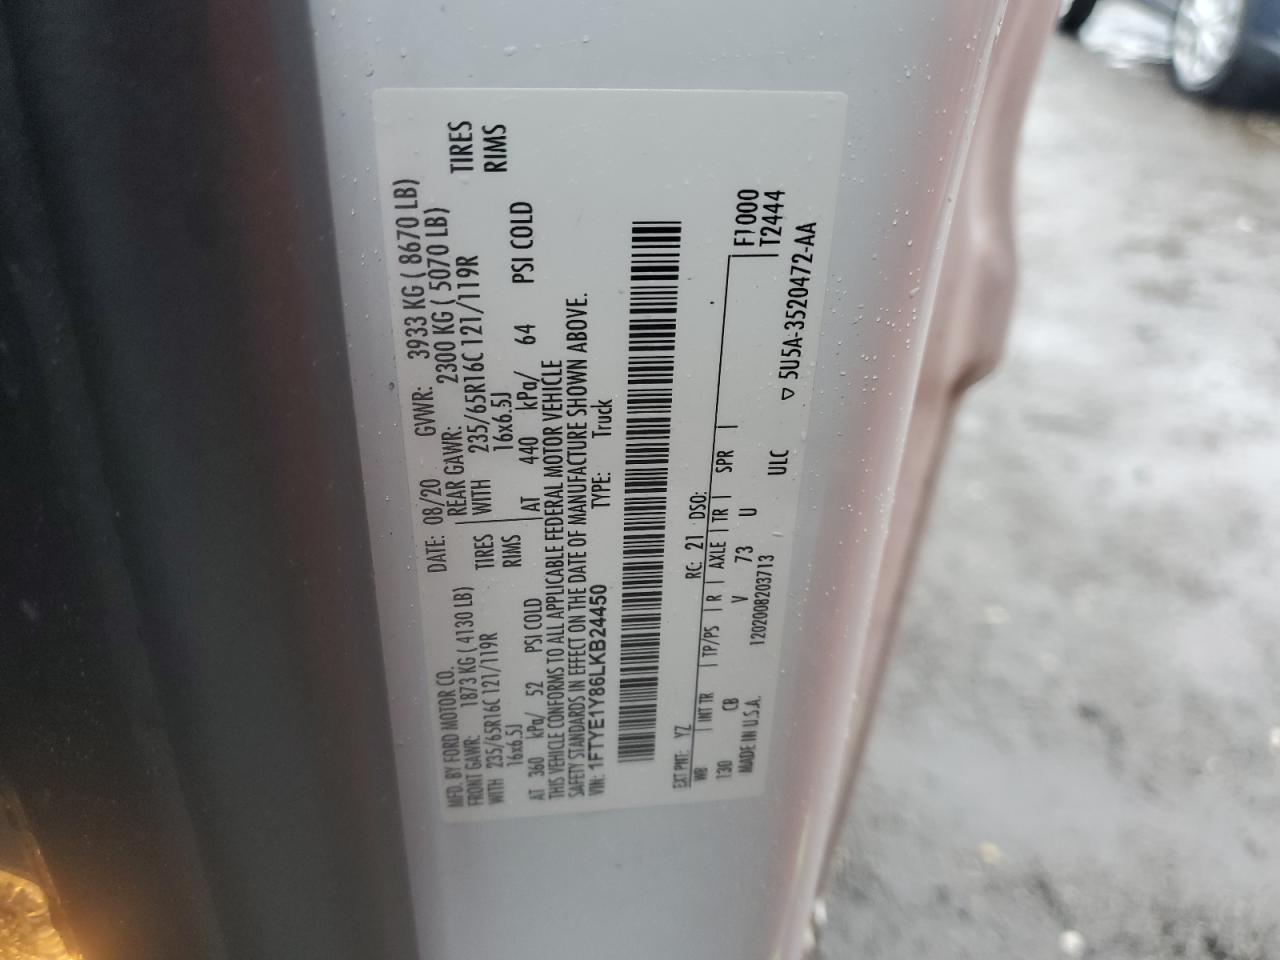 MFD. BY FORD MOTOR CO.
DATE: 08/20 GVWR: 3933 KG ( 8670 LB)
FRONT GAWR: 1873 KG ( 4130 LB) REAR GAWR: 2300 KG ( 5070 LB)
WITH 235/65R16C 121/119R TIRES WITH 235/65R16C 121/119R TIRES
16x6.5J RIMS 16x6.5J RIMS
AT 360 kPa/ 52 PSI COLD AT 440 kPa/ 64 PSI COLD
THIS VEHICLE CONFORMS TO ALL APPLICABLE FEDERAL MOTOR VEHICLE
SAFETY STANDARDS IN EFFECT ON THE DATE OF MANUFACTURE SHOWN ABOVE.
VIN: 1FTYE1Y86LKB24450 TYPE: Truck
EXT PNT: YZ RC: 21 DSO:
WB INT TR TP/PS R AXLE TR SPR F1000
130 CB V 73 U T2444
MADE IN U.S.A. 1202008203713 ULC ▽ 5U5A-3520472-AA